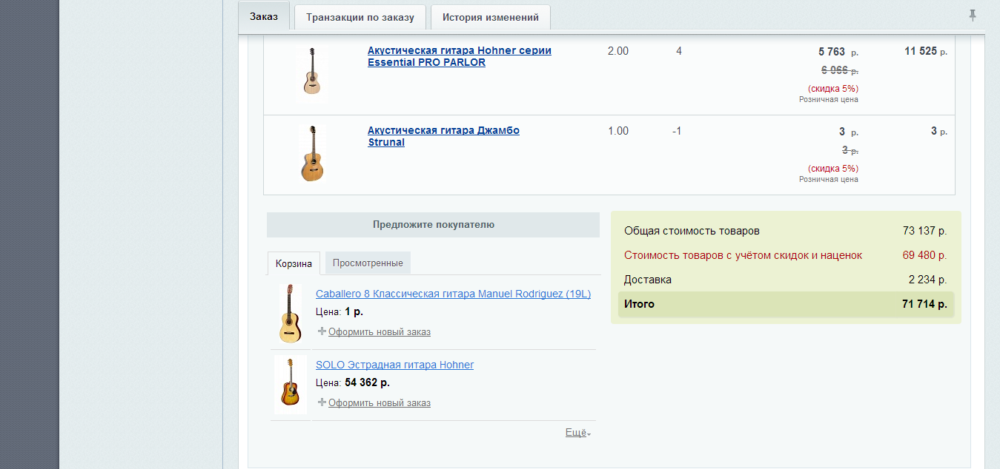 Заказ
Транзакции по заказу
История изменений
Акустическая гитара Hohner серии 2.00 4 5 763 р. 11 525 р.
Essential PRO PARLOR
6 066 р.
(скидка 5%)
Розничная цена
Акустическая гитара Джамбо 1.00 -1 3 р. 3 р.
Strunal
3 р.
(скидка 5%)
Розничная цена
Предложите покупателю
Корзина
Просмотренные
Caballero 8 Классическая гитара Manuel Rodriguez (19L)
Цена: 1 р.
Оформить новый заказ
SOLO Эстрадная гитара Hohner
Цена: 54 362 р.
Оформить новый заказ
Ещё
Общая стоимость товаров 73 137 р.
Стоимость товаров с учётом скидок и наценок 69 480 р.
Доставка 2 234 р.
Итого 71 714 р.